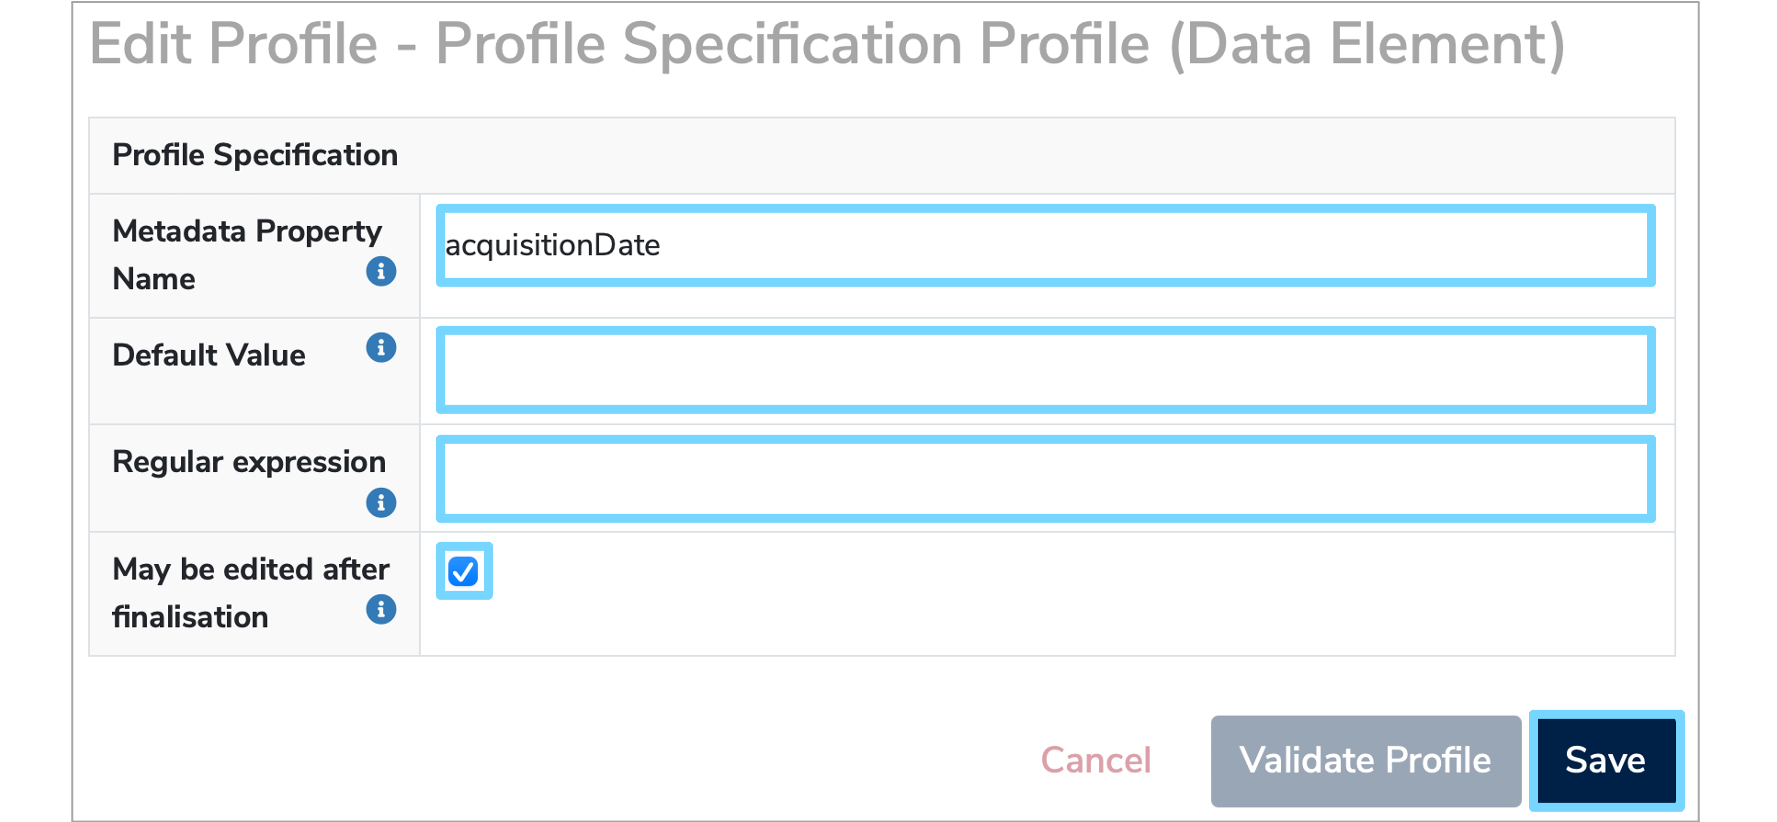 Edit Profile - Profile Specification Profile (Data Element)
Profile Specification
Metadata Property
Name
acquisitionDate
Default Value
Regular expression
May be edited after
finalisation
Cancel
Validate Profile
Save